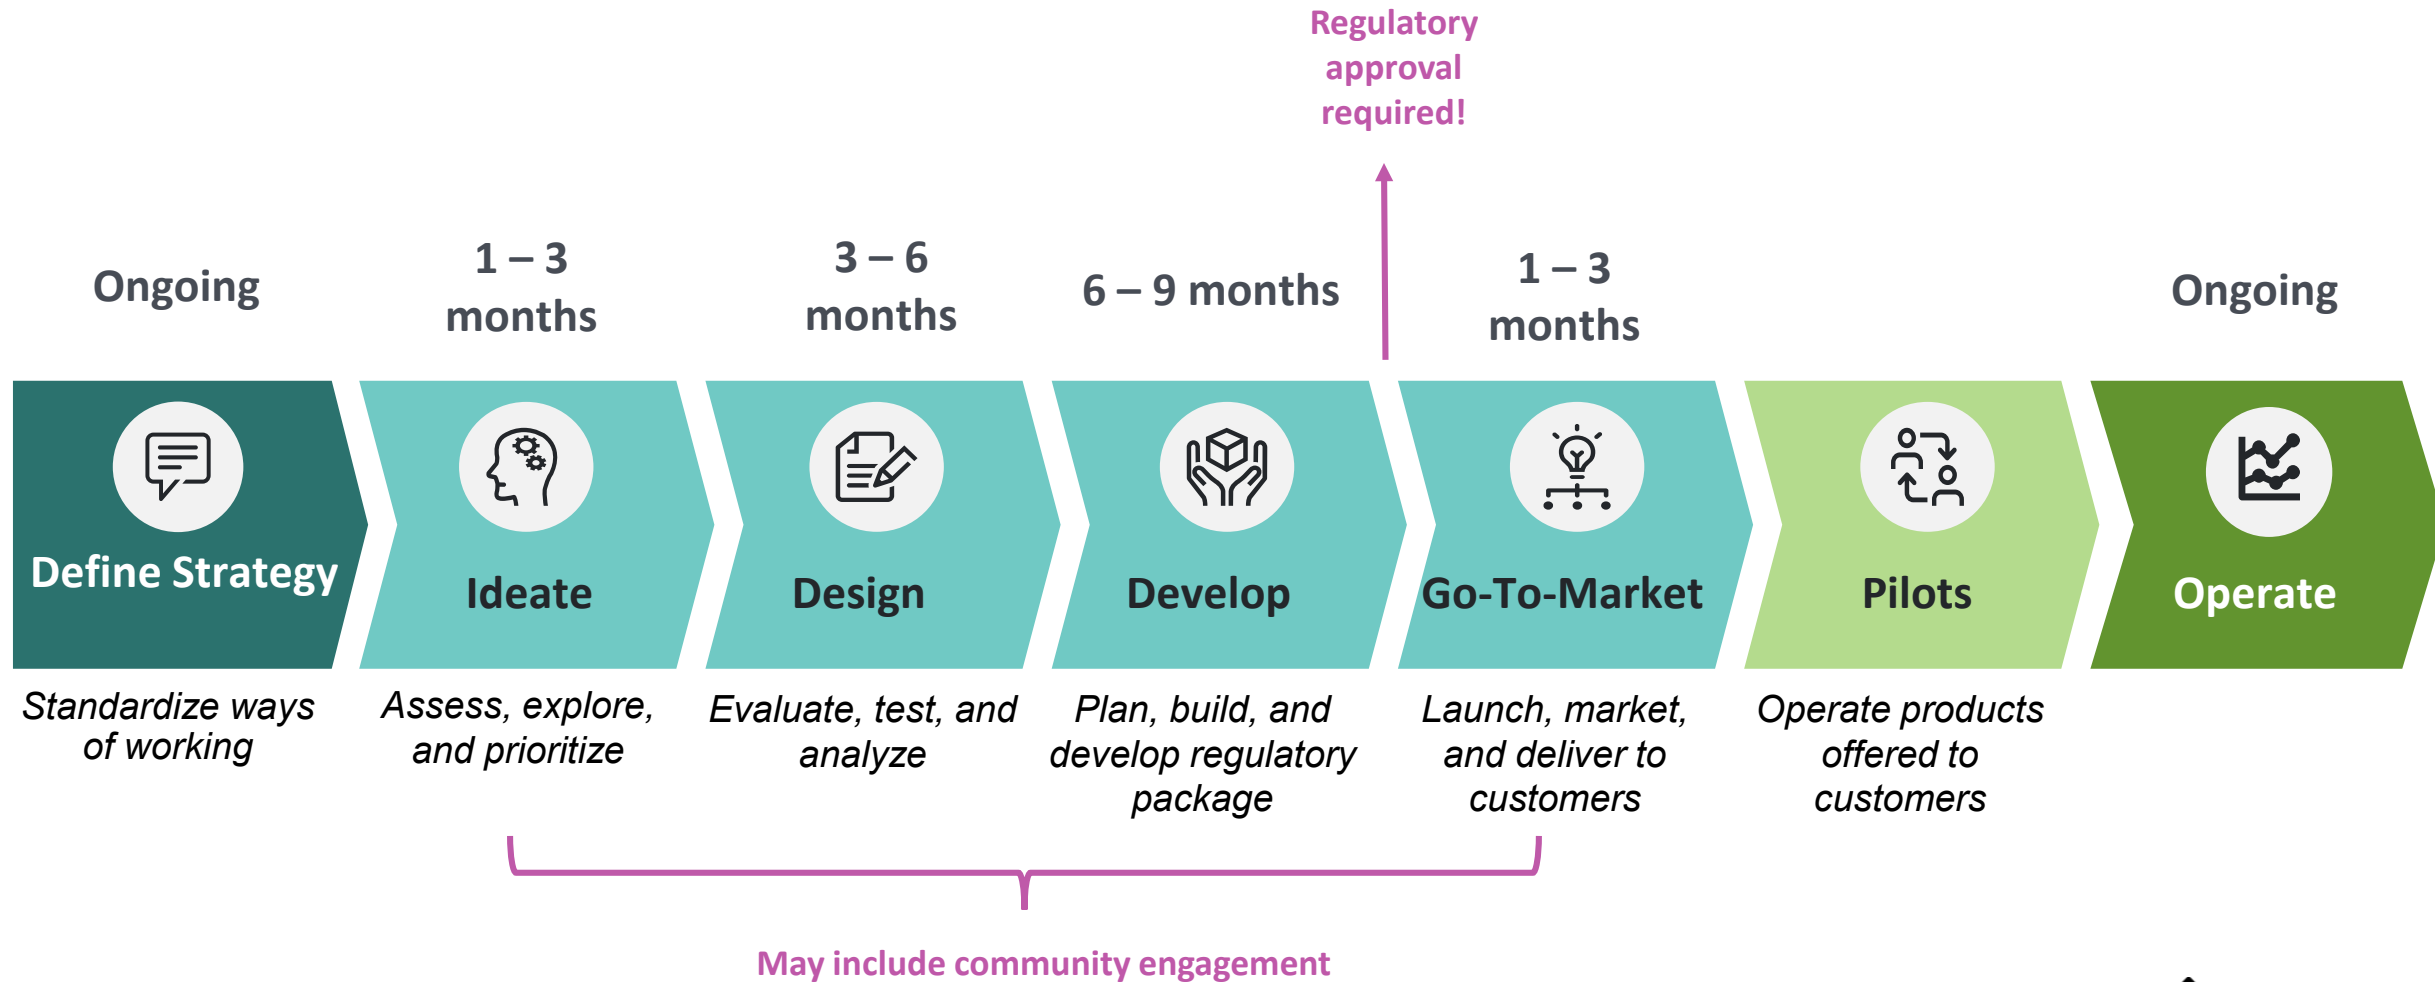 Regulatory
approval
required!
Ongoing
1 – 3
months
3 – 6
months
6 – 9 months
1 – 3
months
Ongoing
Define Strategy
Ideate
Design
Develop
Go-To-Market
Pilots
Operate
Standardize ways
of working
Assess, explore,
and prioritize
Evaluate, test, and
analyze
Plan, build, and
develop regulatory
package
Launch, market,
and deliver to
customers
Operate products
offered to
customers
May include community engagement